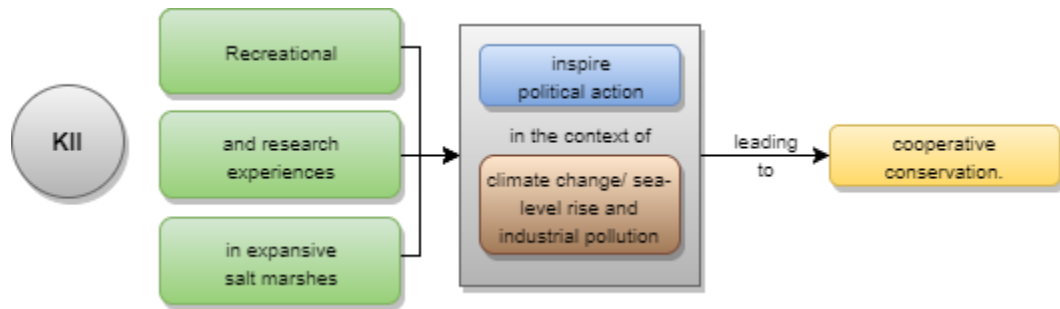 KII
Recreational
and research
experiences
in expansive
salt marshes
inspire
political action
in the context of
climate change/ sea-
level rise and
industrial pollution
leading
to
cooperative
conservation.